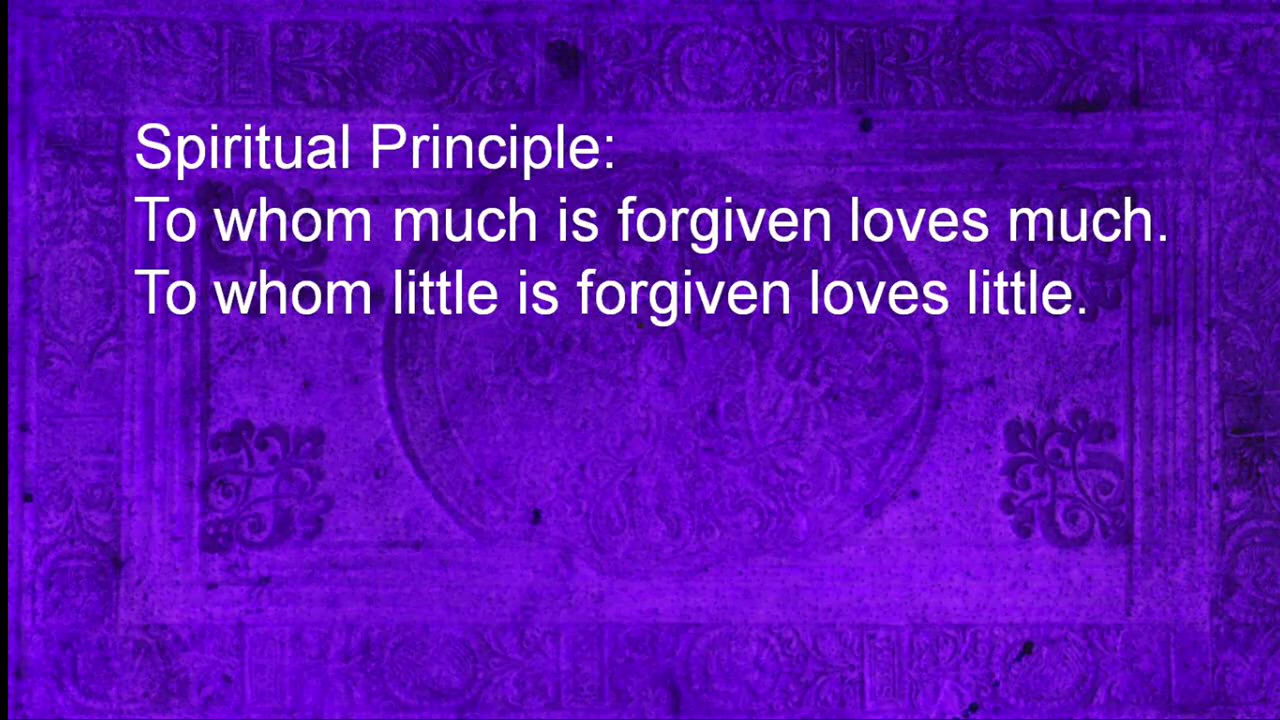 Spiritual Principle:
To whom much is forgiven loves much.
To whom little is forgiven loves little.